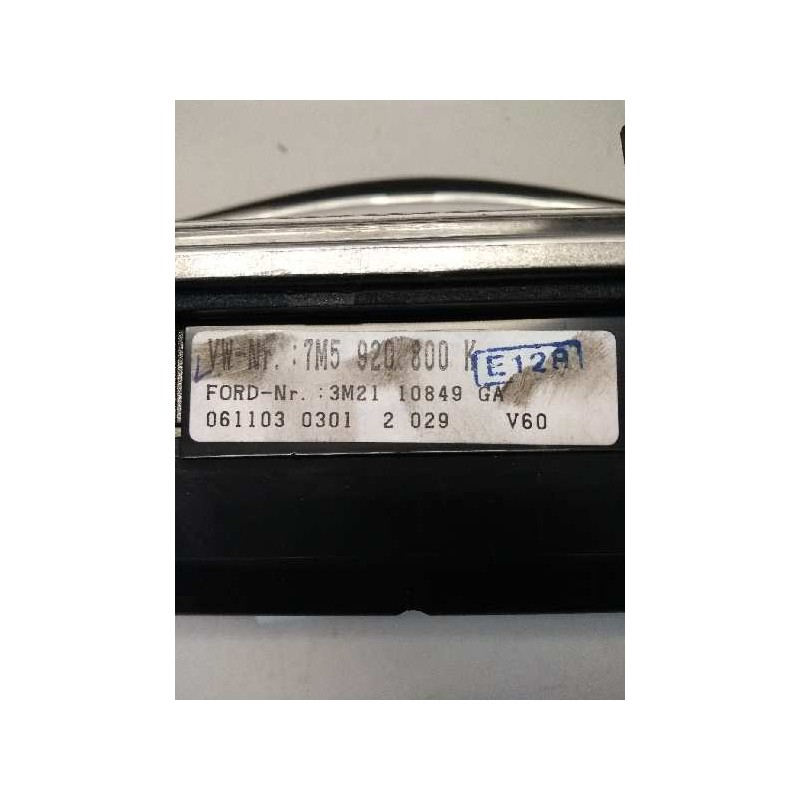 VW-Nr. :7M5 920 800 K
E12A
FORD-Nr. :3M21 10849 GA
061103 0301 2 029 V60